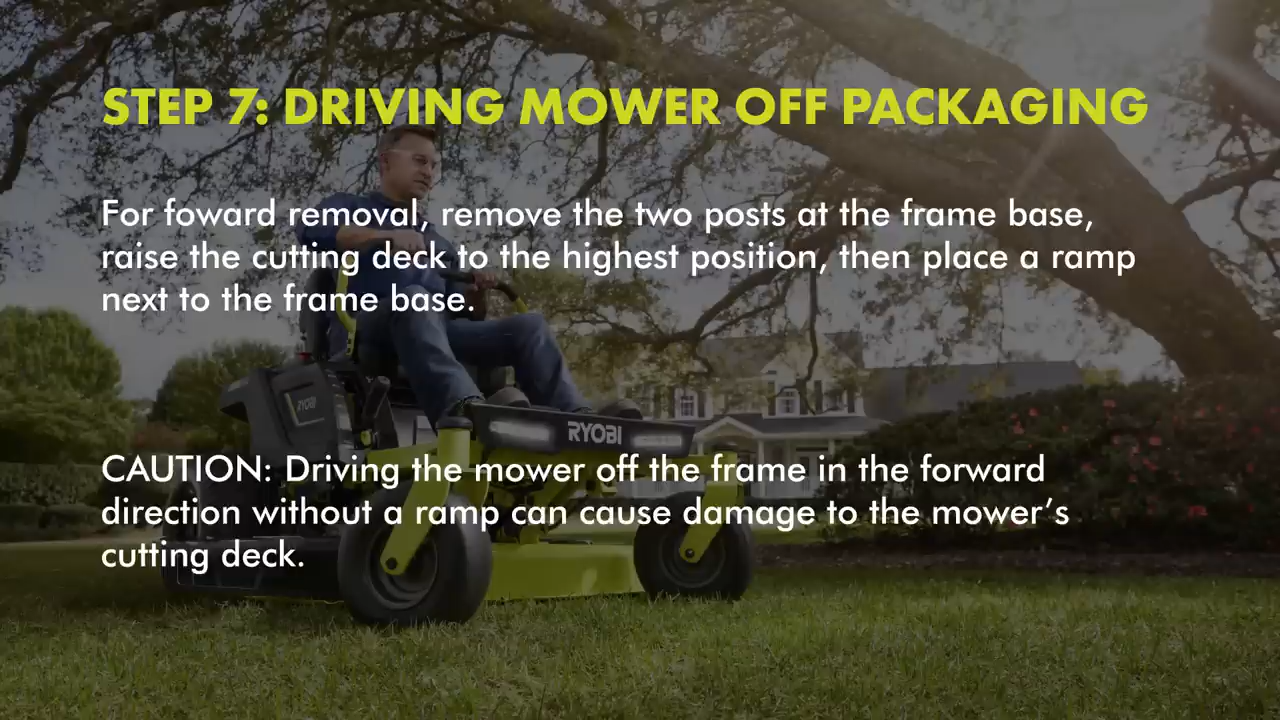 STEP 7: DRIVING MOWER OFF PACKAGING
For foward removal, remove the two posts at the frame base,
raise the cutting deck to the highest position, then place a ramp
next to the frame base.
RYOBI
RYOBI
CAUTION: Driving the mower off the frame in the forward
direction without a ramp can cause damage to the mower's
cutting deck.